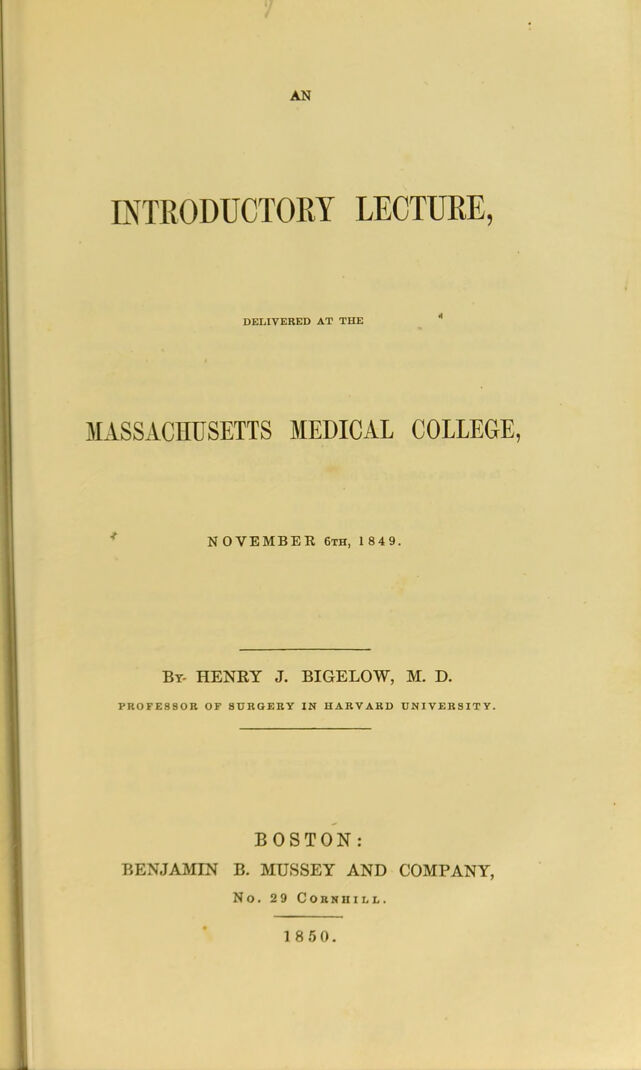 AN
INTRODUCTORY LECTURE,
DELIVERED AT THE
MASSACHUSETTS MEDICAL COLLEGE,
NOVEMBER 6TH, 1849.
BY HENRY J. BIGELOW, M. D.
PROFESSOR OF SURGERY IN HARVARD UNIVERSITY.
BOSTON:
BENJAMIN B. MUSSEY AND COMPANY,
No. 29 CORNHILL.
1850.